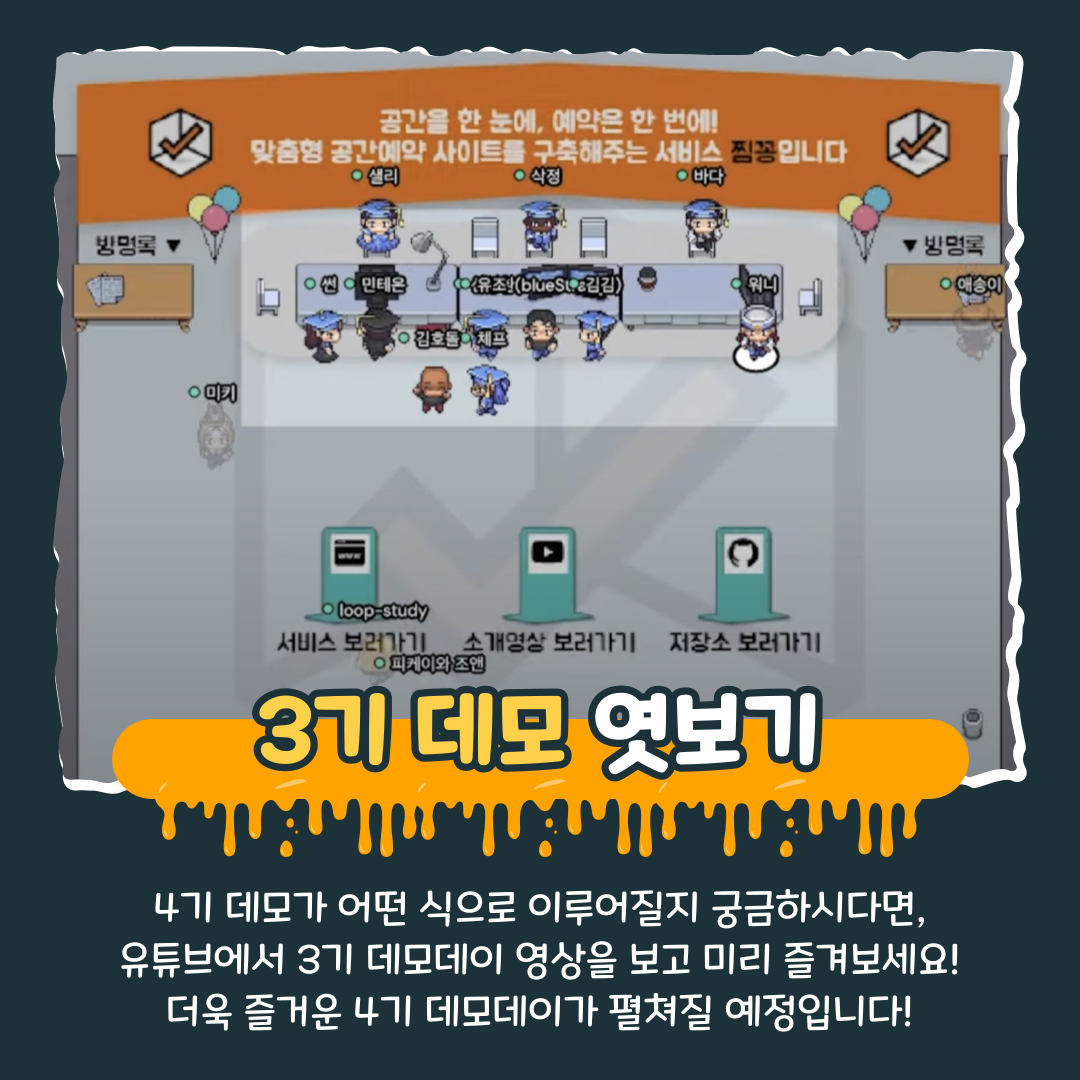 공간을 한 눈에, 예약은 한 번에!
맞춤형 공간예약 사이트를 구축해주는 서비스 찜꽁입니다
샐리
삭정
바다
방명록 ▼
▼ 방명록
썬
민테온
워니
애송이
김호돌
체프
미키
www
loop-study
서비스 보러가기
소개영상 보러가기
저장소 보러가기
피케이와 조앤
3기 데모 엿보기
4기 데모가 어떤 식으로 이루어질지 궁금하시다면,
유튜브에서 3기 데모데이 영상을 보고 미리 즐겨보세요!
더욱 즐거운 4기 데모데이가 펼쳐질 예정입니다!